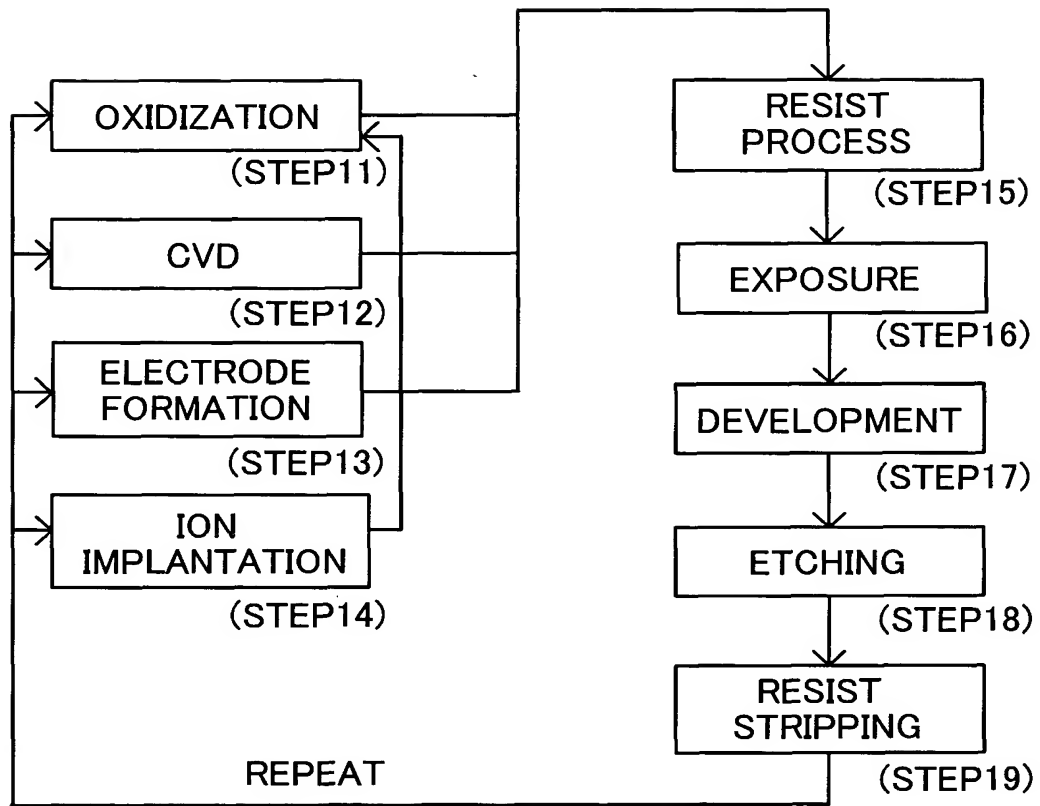 OXIDIZATION
(STEP11)
CVD
(STEP12)
ELECTRODE
FORMATION
(STEP13)
ION
IMPLANTATION
(STEP14)
RESIST
PROCESS
(STEP15)
EXPOSURE
(STEP16)
DEVELOPMENT
(STEP17)
ETCHING
(STEP18)
RESIST
STRIPPING
(STEP19)
REPEAT